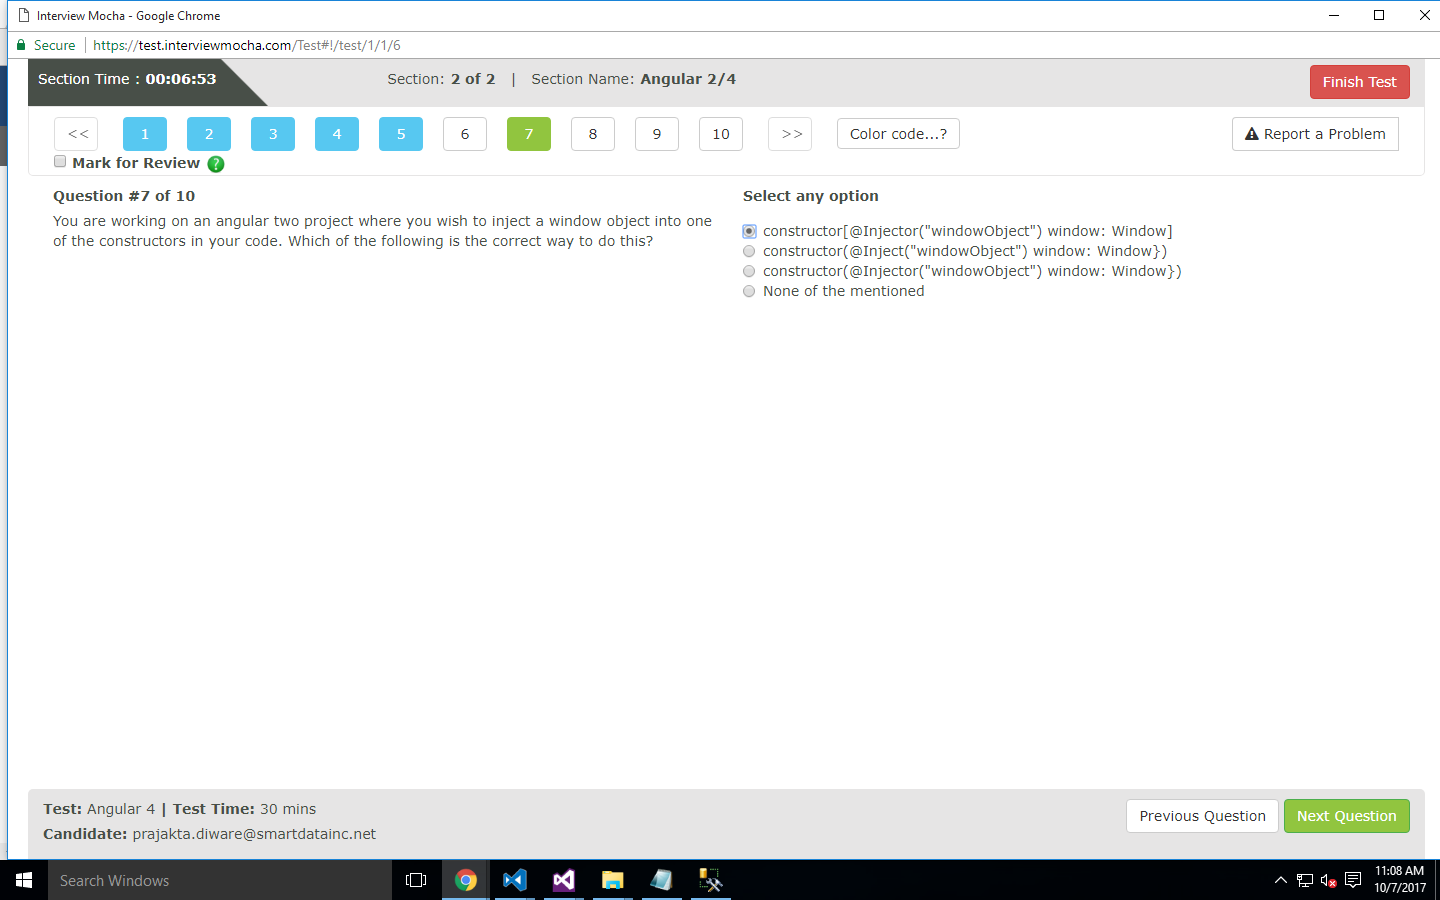 Interview Mocha - Google Chrome
Secure | https://test.interviewmocha.com/Test#!/test/1/1/6
Section Time : 00:06:53
Section: 2 of 2 | Section Name: Angular 2/4
Finish Test
<< 1 2 3 4 5 6 7 8 9 10 >> Color code...? Report a Problem
Mark for Review ?
Question #7 of 10
You are working on an angular two project where you wish to inject a window object into one
of the constructors in your code. Which of the following is the correct way to do this?
Select any option
constructor[@Injector("windowObject") window: Window]
constructor(@Inject("windowObject") window: Window})
constructor(@Injector("windowObject") window: Window})
None of the mentioned
Test: Angular 4 | Test Time: 30 mins
Candidate: prajakta.diware@smartdatainc.net
Previous Question
Next Question
Search Windows
11:08 AM
10/7/2017